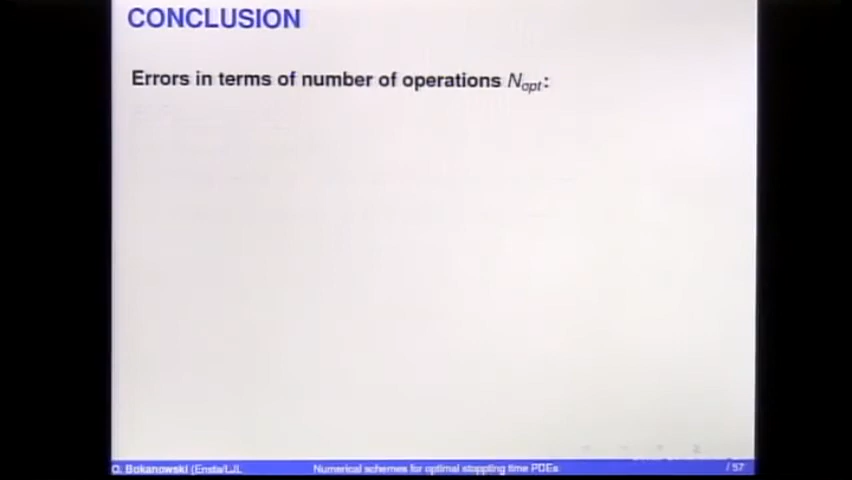 CONCLUSION
Errors in terms of number of operations Nopt:
O. Bokanowski (Ensta/LJL
Numerical schemes for optimal stopping time PDEs
/ 57